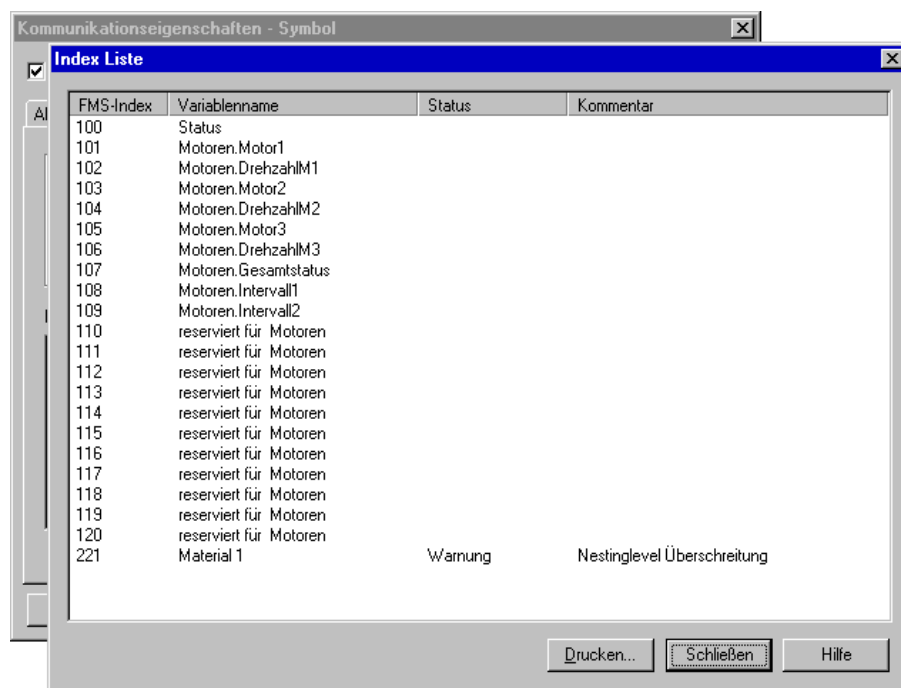 Kommunikationseigenschaften - Symbol
Index Liste
Al
FMS-Index Variablenname Status Kommentar
100 Status
101 Motoren.Motor1
102 Motoren.DrehzahlM1
103 Motoren.Motor2
104 Motoren.DrehzahlM2
105 Motoren.Motor3
106 Motoren.DrehzahlM3
107 Motoren.Gesamtstatus
108 Motoren.Intervall1
109 Motoren.Intervall2
110 reserviert für Motoren
111 reserviert für Motoren
112 reserviert für Motoren
113 reserviert für Motoren
114 reserviert für Motoren
115 reserviert für Motoren
116 reserviert für Motoren
117 reserviert für Motoren
118 reserviert für Motoren
119 reserviert für Motoren
120 reserviert für Motoren
221 Material 1 Warnung Nestinglevel Überschreitung
Drucken... Schließen Hilfe